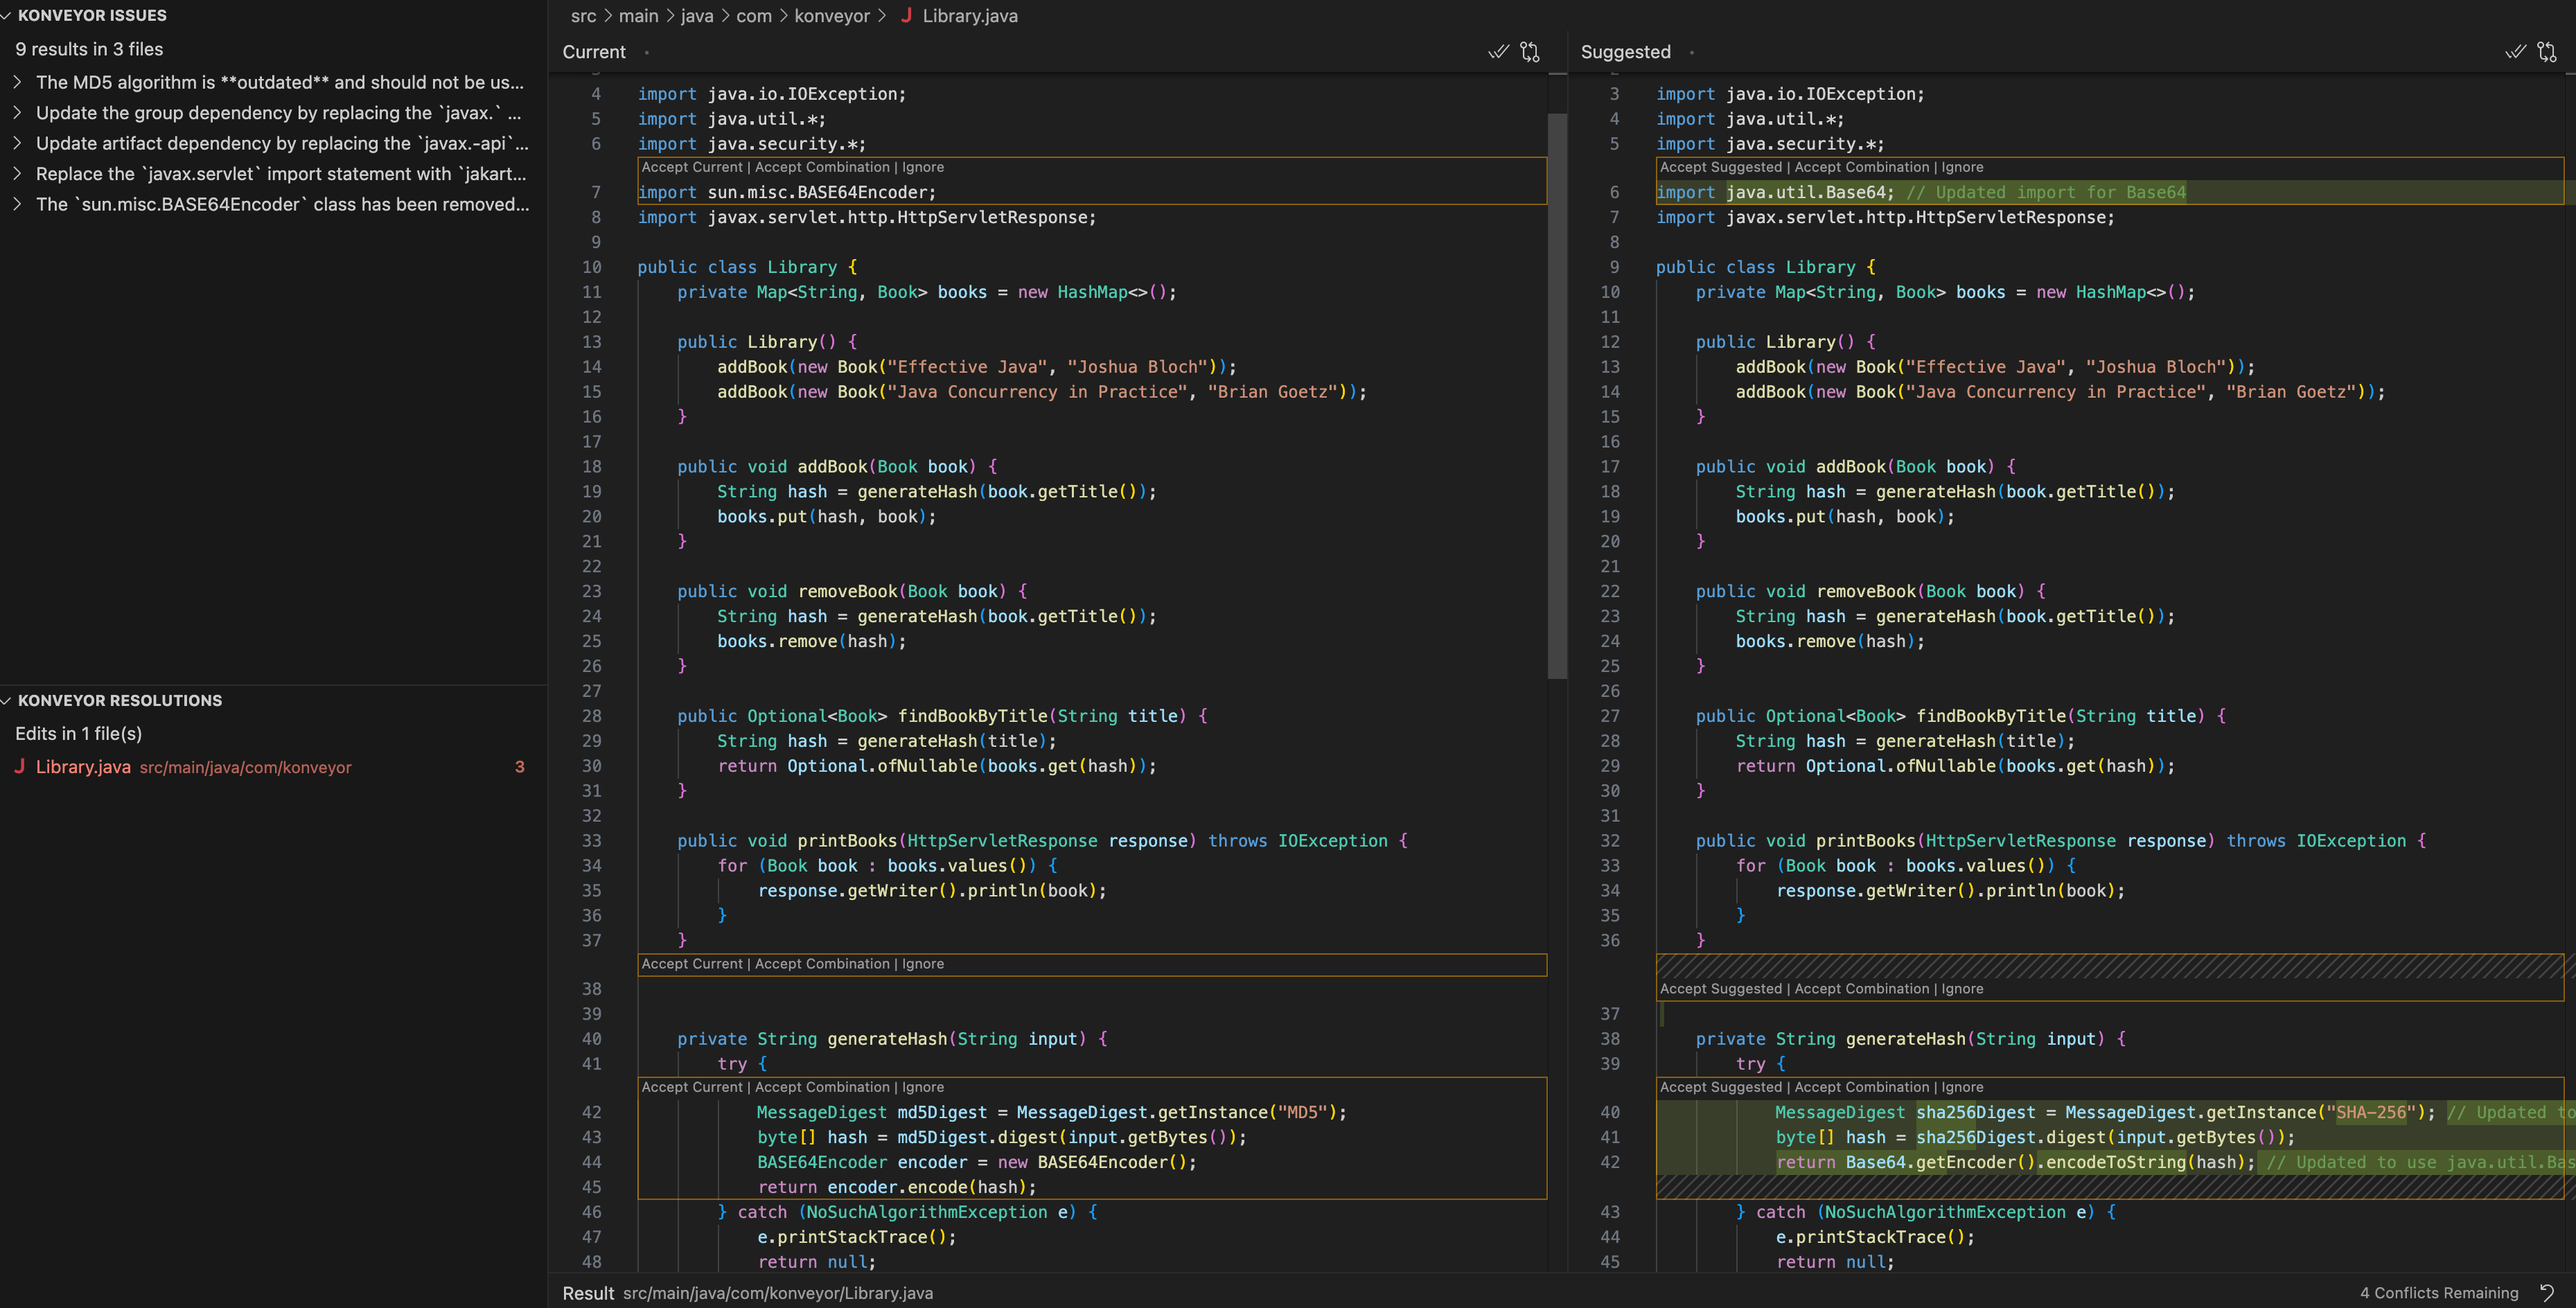 KONVEYOR ISSUES
9 results in 3 files
The MD5 algorithm is **outdated** and should not be us...
Update the group dependency by replacing the `javax.` ...
Update artifact dependency by replacing the `javax.-api`...
Replace the `javax.servlet` import statement with `jakart...
The `sun.misc.BASE64Encoder` class has been removed...
KONVEYOR RESOLUTIONS
Edits in 1 file(s)
J Library.java src/main/java/com/konveyor 3
src > main > java > com > konveyor > J Library.java
Current
4 import java.io.IOException;
5 import java.util.*;
6 import java.security.*;
Accept Current | Accept Combination | Ignore
7 import sun.misc.BASE64Encoder;
8 import javax.servlet.http.HttpServletResponse;
9
10 public class Library {
11 private Map<String, Book> books = new HashMap<>();
12
13 public Library() {
14 addBook(new Book("Effective Java", "Joshua Bloch"));
15 addBook(new Book("Java Concurrency in Practice", "Brian Goetz"));
16 }
17
18 public void addBook(Book book) {
19 String hash = generateHash(book.getTitle());
20 books.put(hash, book);
21 }
22
23 public void removeBook(Book book) {
24 String hash = generateHash(book.getTitle());
25 books.remove(hash);
26 }
27
28 public Optional<Book> findBookByTitle(String title) {
29 String hash = generateHash(title);
30 return Optional.ofNullable(books.get(hash));
31 }
32
33 public void printBooks(HttpServletResponse response) throws IOException {
34 for (Book book : books.values()) {
35 response.getWriter().println(book);
36 }
37 }
Accept Current | Accept Combination | Ignore
38
39
40 private String generateHash(String input) {
41 try {
Accept Current | Accept Combination | Ignore
42 MessageDigest md5Digest = MessageDigest.getInstance("MD5");
43 byte[] hash = md5Digest.digest(input.getBytes());
44 BASE64Encoder encoder = new BASE64Encoder();
45 return encoder.encode(hash);
46 } catch (NoSuchAlgorithmException e) {
47 e.printStackTrace();
48 return null;
Suggested
3 import java.io.IOException;
4 import java.util.*;
5 import java.security.*;
Accept Suggested | Accept Combination | Ignore
6 import java.util.Base64; // Updated import for Base64
7 import javax.servlet.http.HttpServletResponse;
8
9 public class Library {
10 private Map<String, Book> books = new HashMap<>();
11
12 public Library() {
13 addBook(new Book("Effective Java", "Joshua Bloch"));
14 addBook(new Book("Java Concurrency in Practice", "Brian Goetz"));
15 }
16
17 public void addBook(Book book) {
18 String hash = generateHash(book.getTitle());
19 books.put(hash, book);
20 }
21
22 public void removeBook(Book book) {
23 String hash = generateHash(book.getTitle());
24 books.remove(hash);
25 }
26
27 public Optional<Book> findBookByTitle(String title) {
28 String hash = generateHash(title);
29 return Optional.ofNullable(books.get(hash));
30 }
31
32 public void printBooks(HttpServletResponse response) throws IOException {
33 for (Book book : books.values()) {
34 response.getWriter().println(book);
35 }
36 }
Accept Suggested | Accept Combination | Ignore
37
38 private String generateHash(String input) {
39 try {
Accept Suggested | Accept Combination | Ignore
40 MessageDigest sha256Digest = MessageDigest.getInstance("SHA-256"); // Updated to
41 byte[] hash = sha256Digest.digest(input.getBytes());
42 return Base64.getEncoder().encodeToString(hash); // Updated to use java.util.Bas
43 } catch (NoSuchAlgorithmException e) {
44 e.printStackTrace();
45 return null;
Result src/main/java/com/konveyor/Library.java
4 Conflicts Remaining